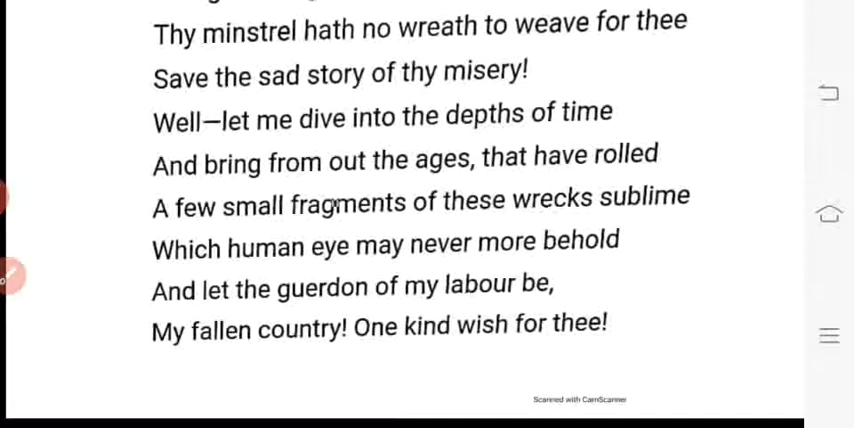 Thy minstrel hath no wreath to weave for thee
Save the sad story of thy misery!
Well—let me dive into the depths of time
And bring from out the ages, that have rolled
A few small fragments of these wrecks sublime
Which human eye may never more behold
And let the guerdon of my labour be,
My fallen country! One kind wish for thee!
Scanned with CamScanner